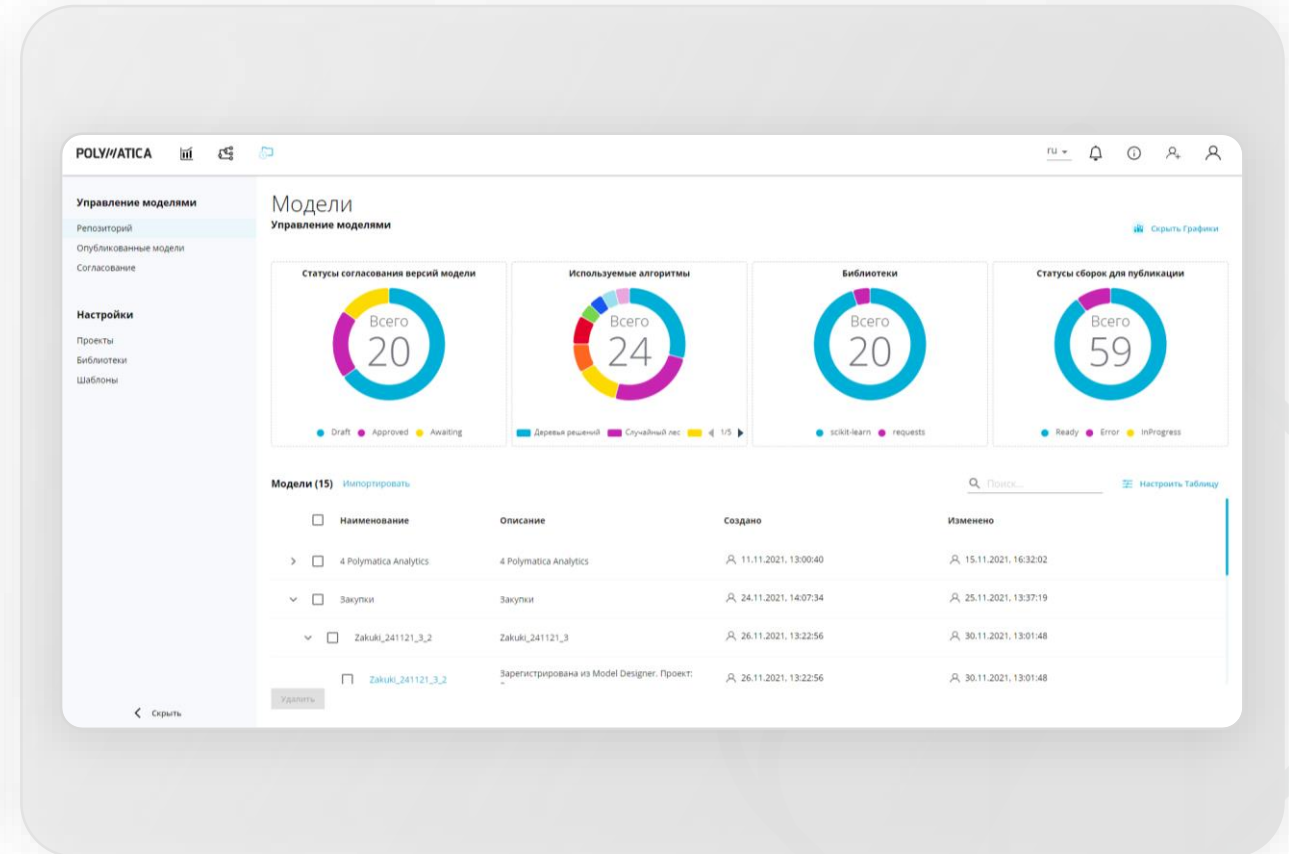 POLYMATICA
ru
Управление моделями
Репозиторий
Опубликованные модели
Согласование
Настройки
Проекты
Библиотеки
Шаблоны
Скрыть
Модели
Управление моделями
Скрыть Графики
Статусы согласования версий модели
Всего
20
Draft Approved Awaiting
Используемые алгоритмы
Всего
24
Деревья решений Случайный лес 1/5
Библиотеки
Всего
20
scikit-learn requests
Статусы сборок для публикации
Всего
59
Ready Error InProgress
Модели (15) Импортировать Поиск... Настроить Таблицу
Наименование Описание Создано Изменено
4 Polymatica Analytics 4 Polymatica Analytics 11.11.2021, 13:00:40 15.11.2021, 16:32:02
Закупки Закупки 24.11.2021, 14:07:34 25.11.2021, 13:37:19
Zakuki_241121_3_2 Zakuki_241121_3 26.11.2021, 13:22:56 30.11.2021, 13:01:48
Zakuki_241121_3_2 Зарегистрирована из Model Designer. Проект: 26.11.2021, 13:22:56 30.11.2021, 13:01:48
Удалить